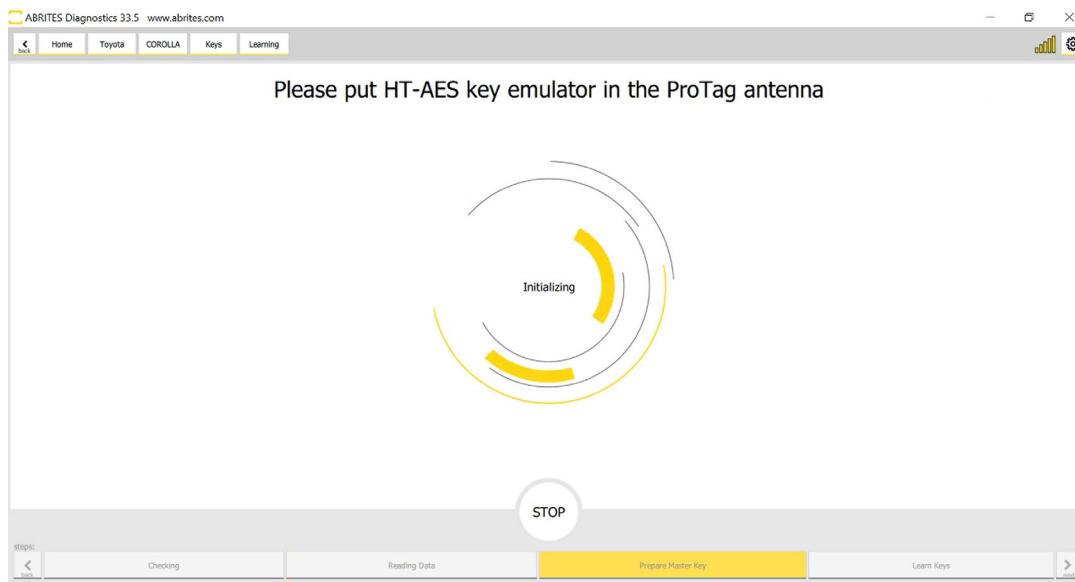 ABRITES Diagnostics 33.5 www.abrites.com
back Home Toyota COROLLA Keys Learning
Please put HT-AES key emulator in the ProTag antenna
Initializing
STOP
steps:
back Checking Reading Data Prepare Master Key Learn Keys next